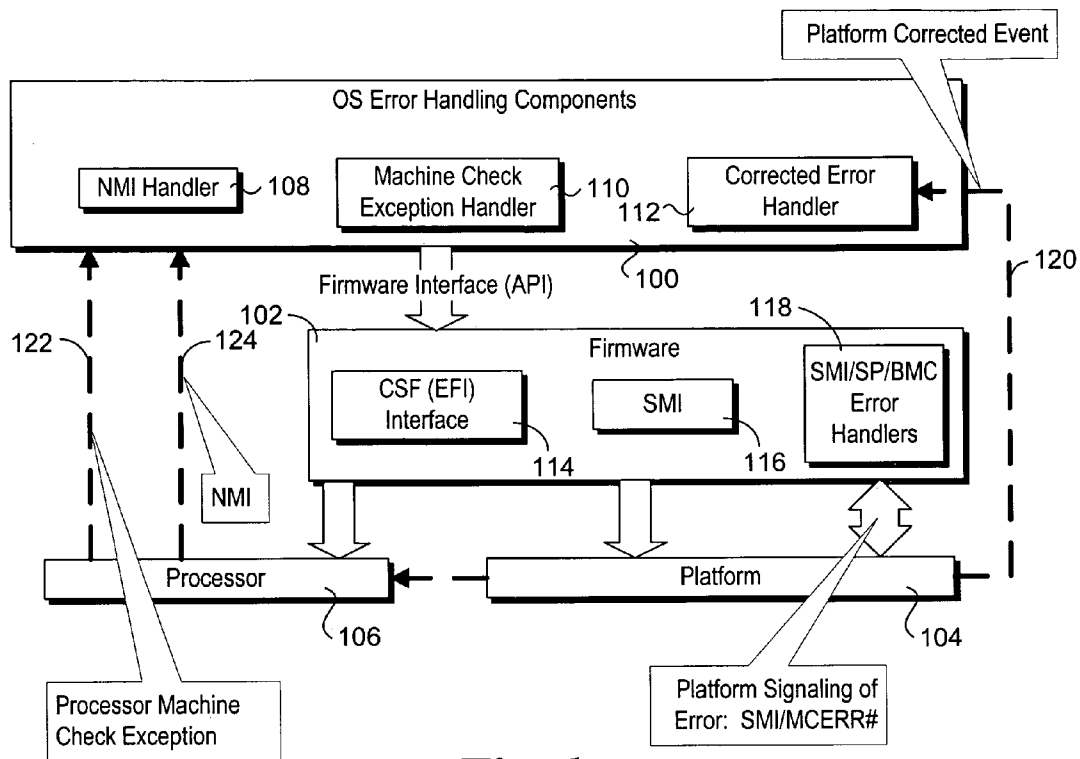 Platform Corrected Event
OS Error Handling Components
NMI Handler
108
Machine Check
Exception Handler
110
Corrected Error
Handler
112
100
120
Firmware Interface (API)
102
Firmware
118
122
124
CSF (EFI)
Interface
114
SMI
116
SMI/SP/BMC
Error
Handlers
NMI
Processor
106
Platform
104
Processor Machine
Check Exception
Platform Signaling of
Error: SMI/MCERR#